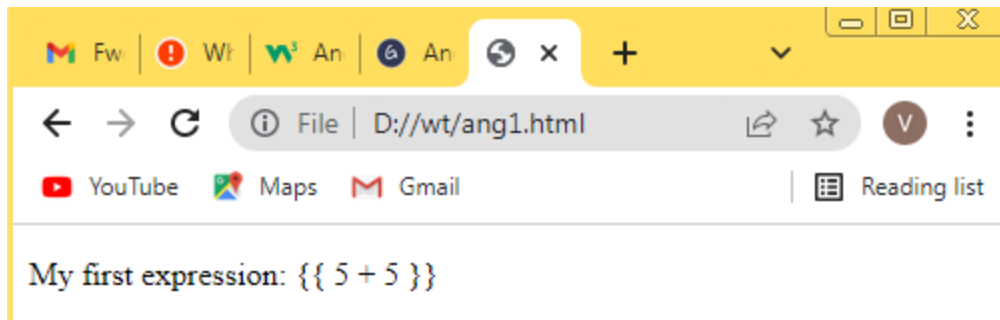 Fw Wh An An
File D://wt/ang1.html V
YouTube Maps Gmail Reading list
My first expression: {{ 5 + 5 }}